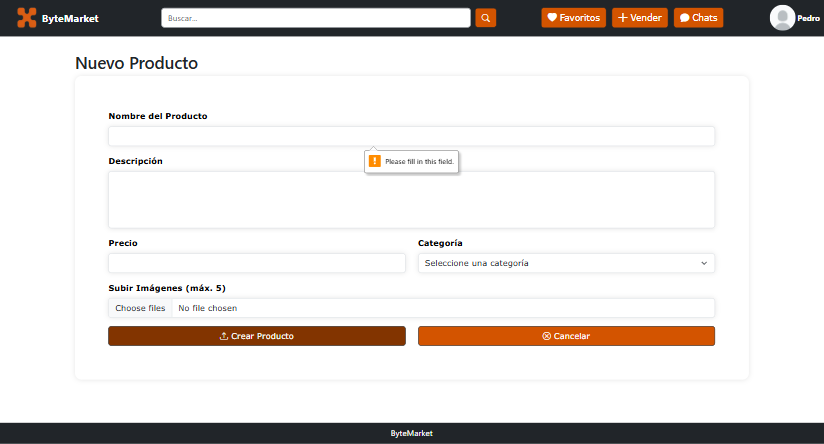 ByteMarket
Buscar...
Favoritos
Vender
Chats
Pedro
Nuevo Producto
Nombre del Producto
Please fill in this field.
Descripción
Precio
Categoría
Seleccione una categoría
Subir Imágenes (máx. 5)
Choose files No file chosen
Crear Producto
Cancelar
ByteMarket